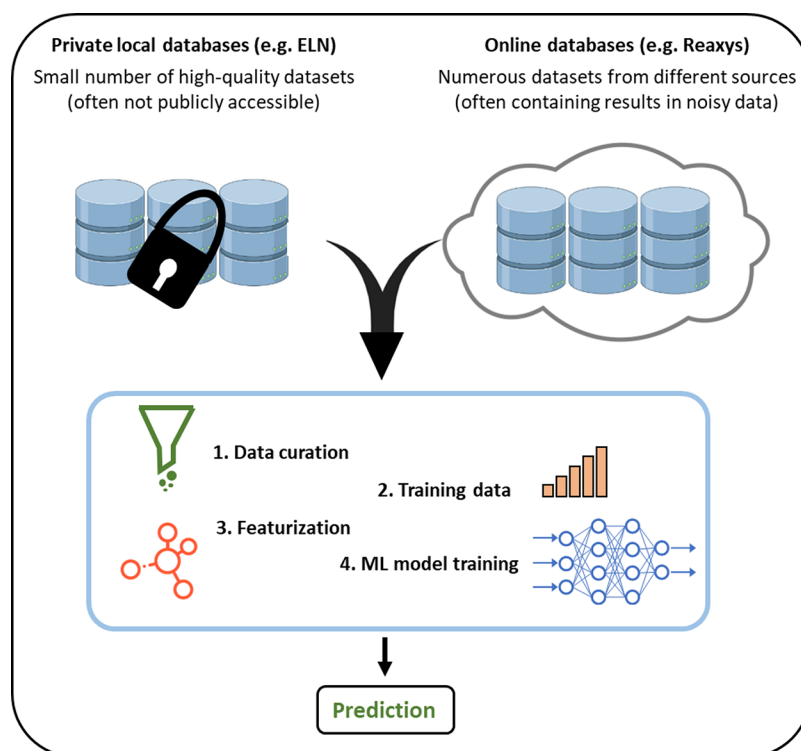 Private local databases (e.g. ELN)
Small number of high-quality datasets
(often not publicly accessible)
Online databases (e.g. Reaxys)
Numerous datasets from different sources
(often containing results in noisy data)
1. Data curation
2. Training data
3. Featurization
4. ML model training
Prediction